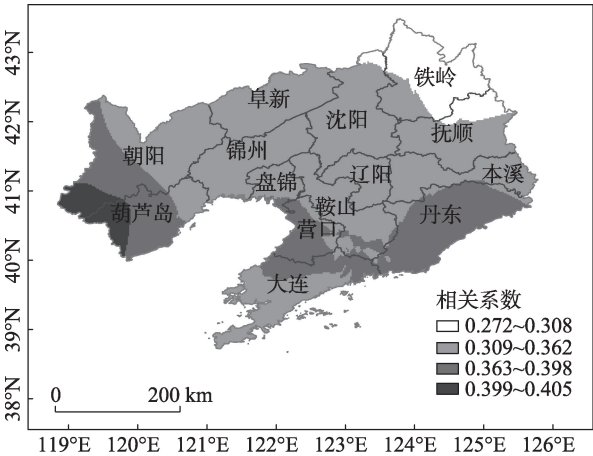 43°N
42°N
41°N
40°N
39°N
38°N
铁岭
阜新
沈阳
抚顺
朝阳
锦州
辽阳
本溪
盘锦
鞍山
葫芦岛
丹东
营口
大连
相关系数
0.272~0.308
0.309~0.362
0.363~0.398
0.399~0.405
0 200 km
119°E 120°E 121°E 122°E 123°E 124°E 125°E 126°E